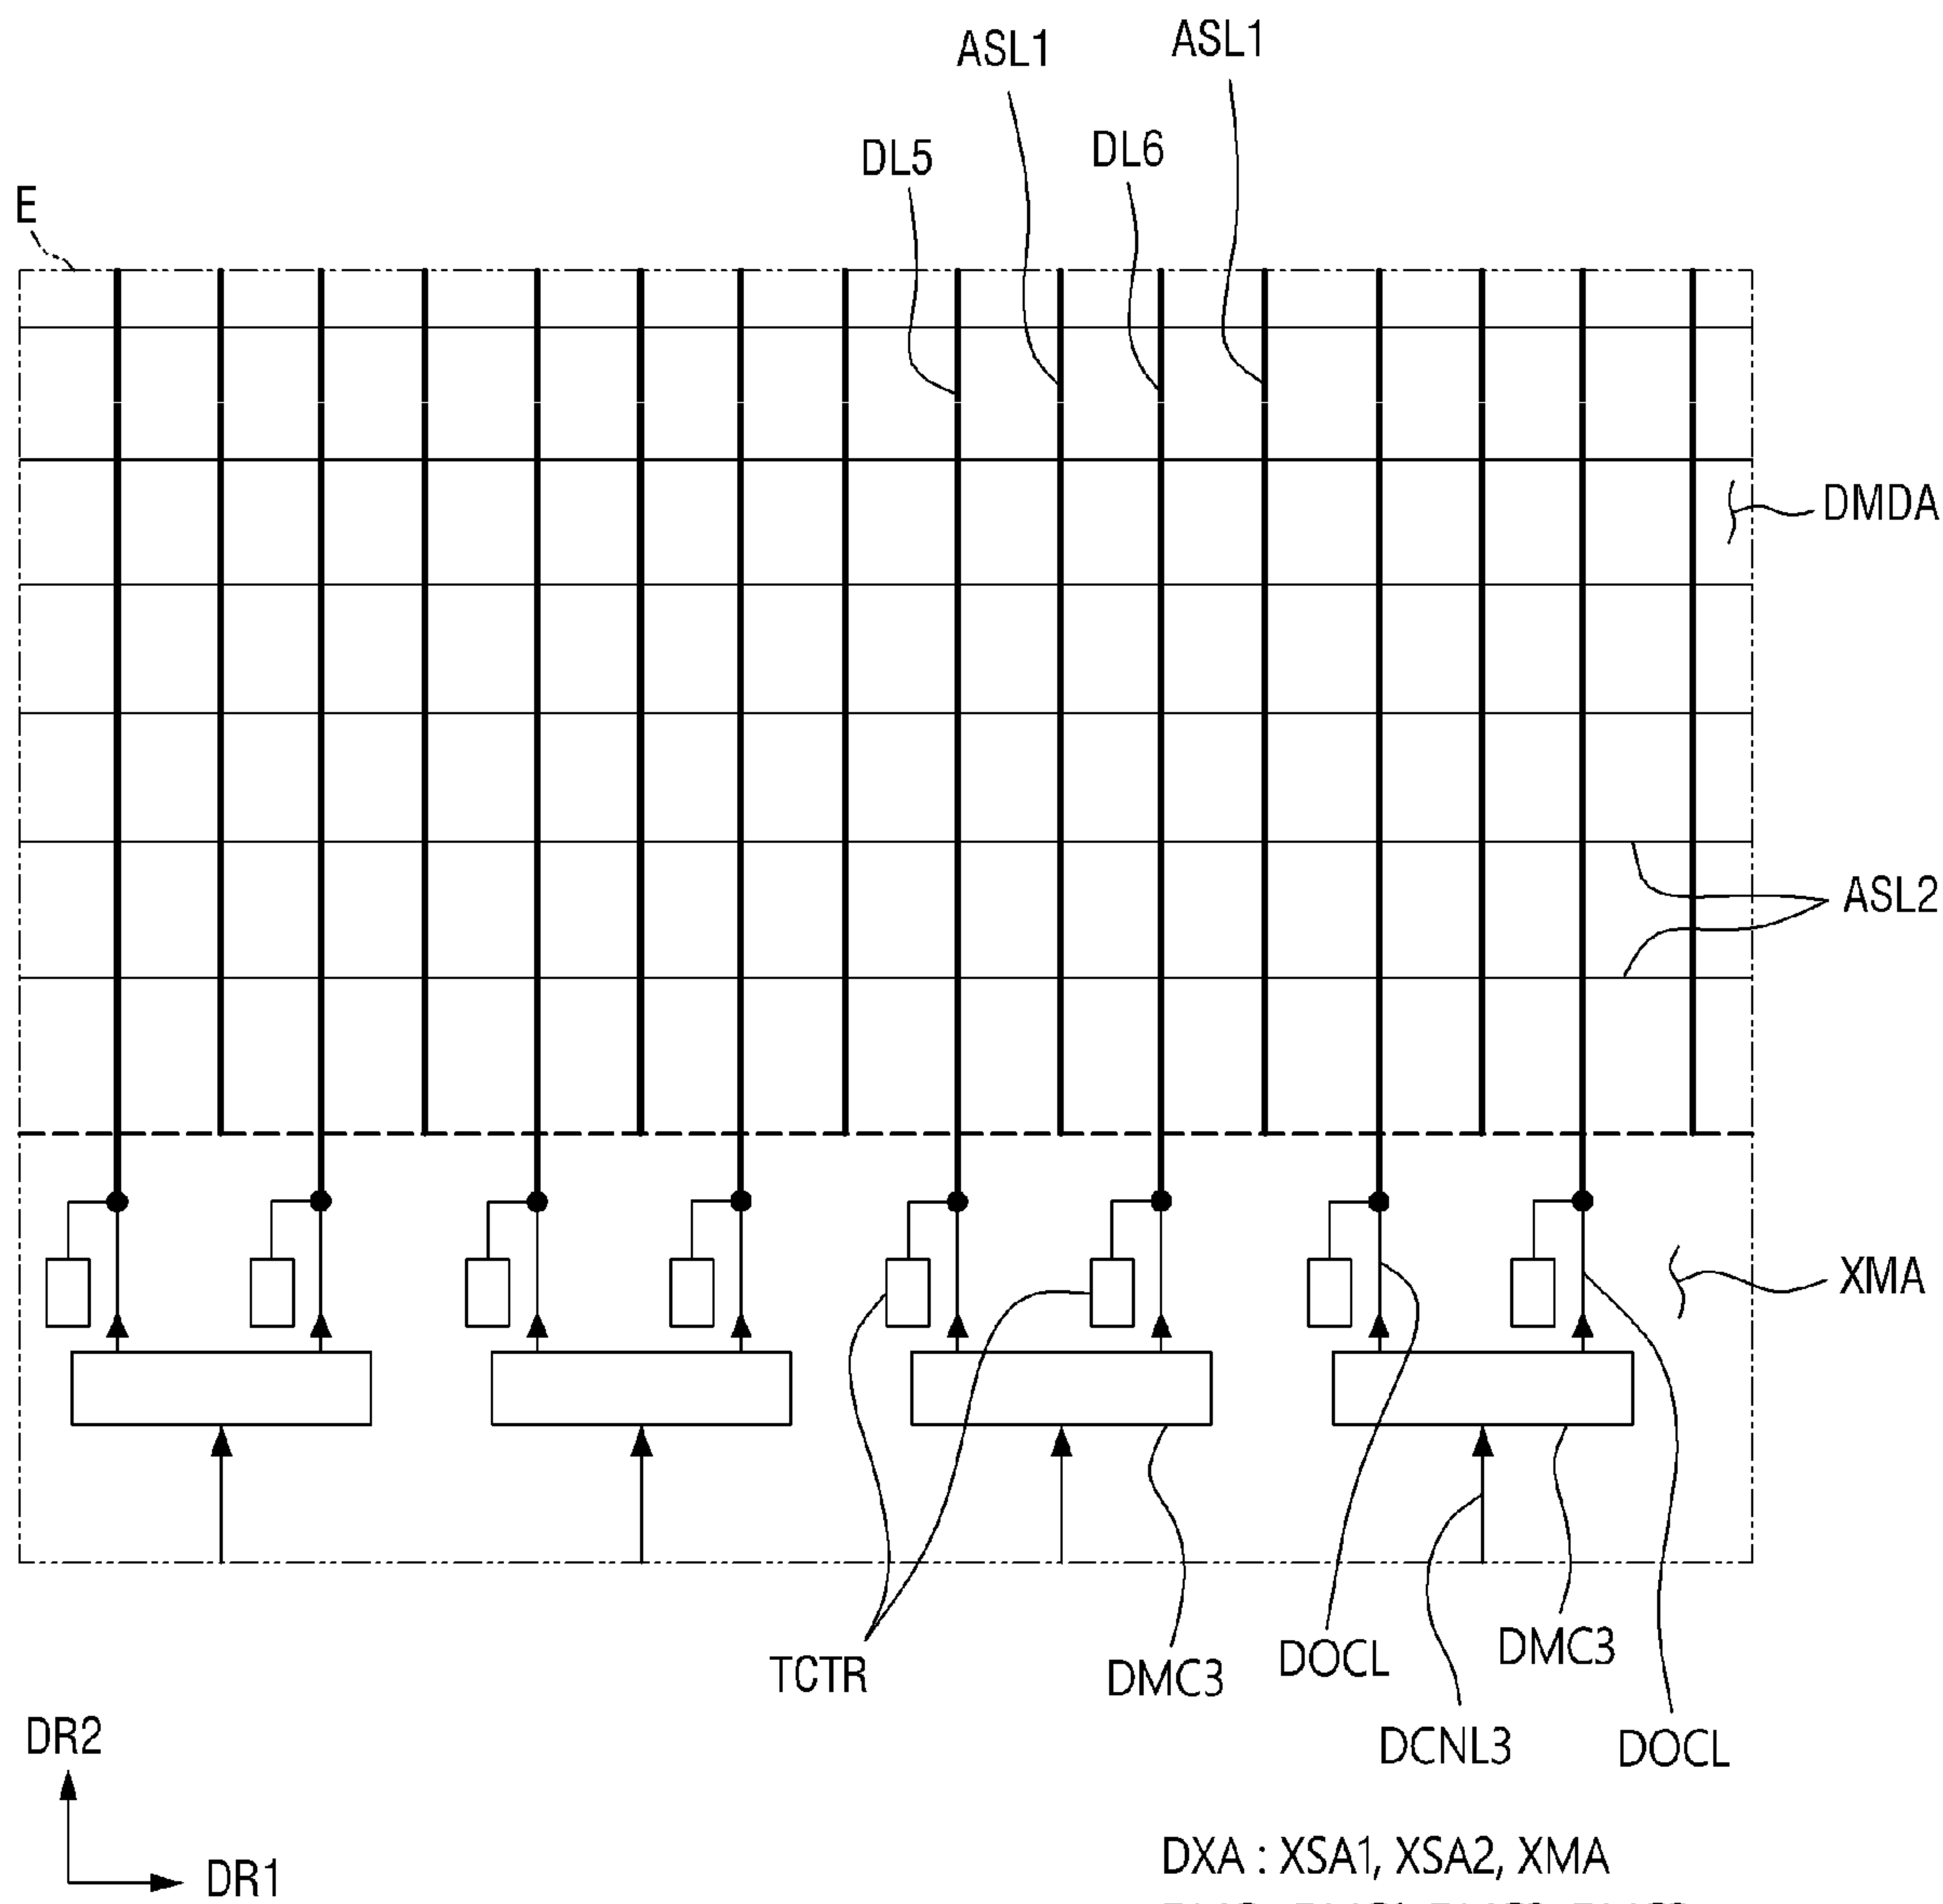 ASL1
ASL1
DL5
DL6
E
DMDA
ASL2
XMA
TCTR
DMC3
DOCL
DMC3
DCNL3
DOCL
DR2
DR1
DXA : XSA1, XSA2, XMA